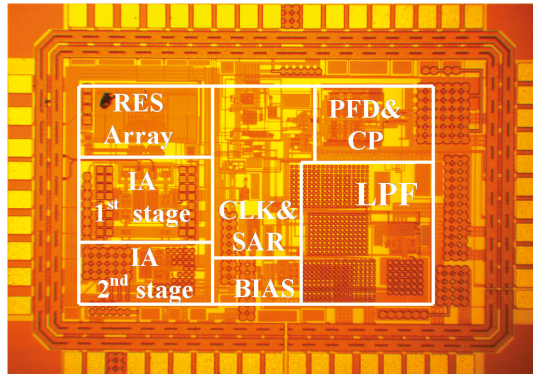 RES
Array
PFD&
CP
IA
1st stage
LPF
CLK&
SAR
IA
2nd stage
BIAS